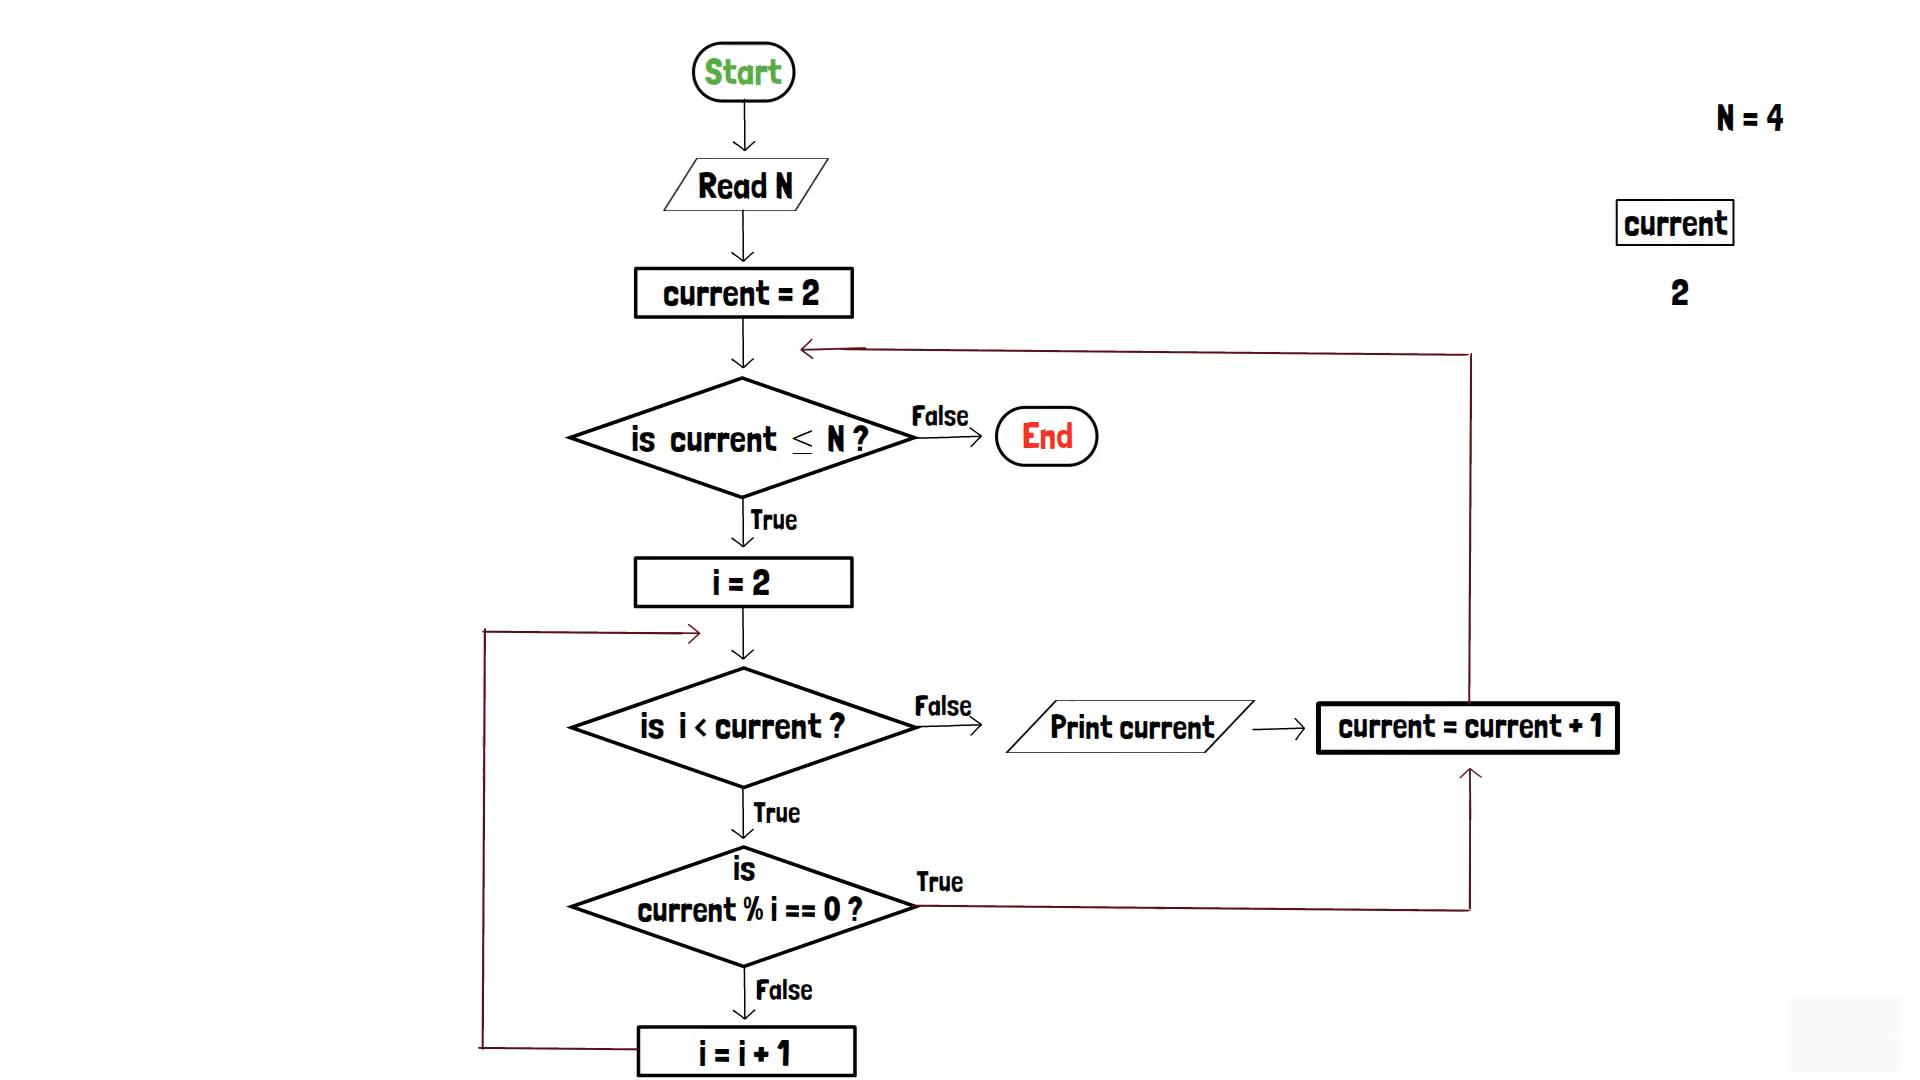 Start
N = 4
Read N
current
current = 2
2
is current ≤ N ?
False
End
True
i = 2
is i < current ?
False
Print current
current = current + 1
True
is
current % i == 0 ?
True
False
i = i + 1